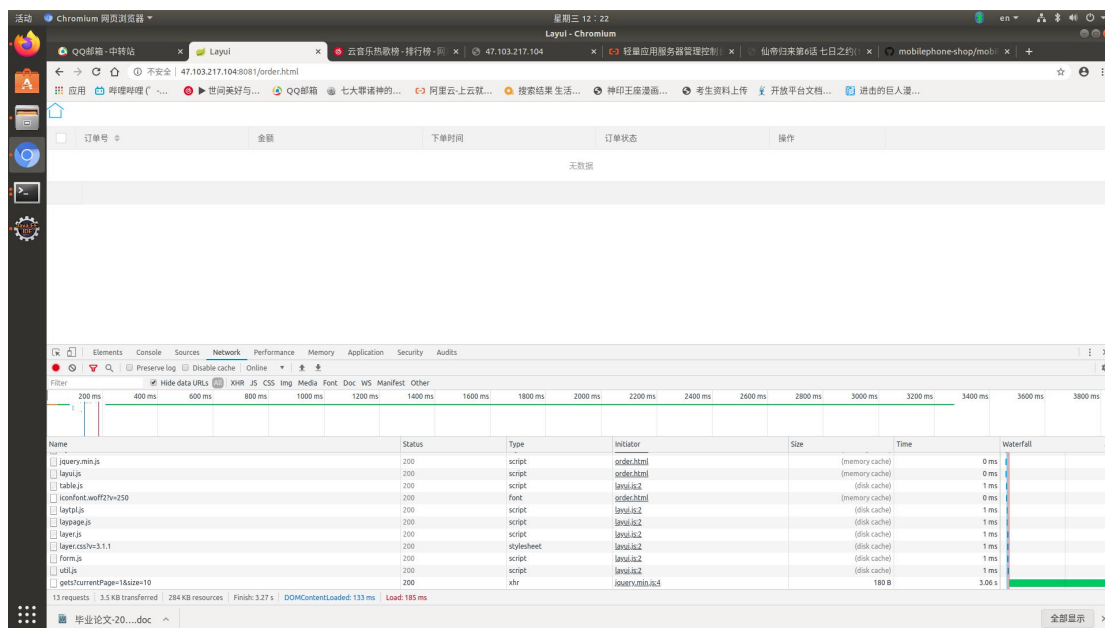 活动 Chromium 网页浏览器 星期三 12：22 en
Layui - Chromium
QQ邮箱-中转站 × Layui × 云音乐热歌榜-排行榜-网 × 47.103.217.104 × 轻量应用服务器管理控制 × 仙帝归来第6话 七日之约( × mobilephone-shop/mobil × +
不安全 47.103.217.104:8081/order.html
应用 哔哩哔哩 (゜-... ▶世间美好与... QQ邮箱 七大罪诸神的... 阿里云-上云就... 搜索结果 生活... 神印王座漫画... 考生资料上传 开放平台文档... 进击的巨人漫...
订单号 金额 下单时间 订单状态 操作
无数据
Elements Console Sources Network Performance Memory Application Security Audits
Preserve log Disable cache Online
Filter Hide data URLs All XHR JS CSS Img Media Font Doc WS Manifest Other
200 ms 400 ms 600 ms 800 ms 1000 ms 1200 ms 1400 ms 1600 ms 1800 ms 2000 ms 2200 ms 2400 ms 2600 ms 2800 ms 3000 ms 3200 ms 3400 ms 3600 ms 3800 ms
Name Status Type Initiator Size Time Waterfall
jquery.min.js 200 script order.html (memory cache) 0 ms
layui.js 200 script order.html (memory cache) 0 ms
table.js 200 script layui.js:2 (disk cache) 1 ms
iconfont.woff2?v=250 200 font order.html (memory cache) 0 ms
laytpl.js 200 script layui.js:2 (disk cache) 1 ms
laypage.js 200 script layui.js:2 (disk cache) 1 ms
layer.js 200 script layui.js:2 (disk cache) 1 ms
layer.css?v=3.1.1 200 stylesheet layui.js:2 (disk cache) 1 ms
form.js 200 script layui.js:2 (disk cache) 1 ms
util.js 200 script layui.js:2 (disk cache) 1 ms
gets?currentPage=1&size=10 200 xhr jquery.min.js:4 180 B 3.06 s
13 requests 3.5 KB transferred 284 KB resources Finish: 3.27 s DOMContentLoaded: 133 ms Load: 185 ms
毕业论文-20....doc 全部显示 ×